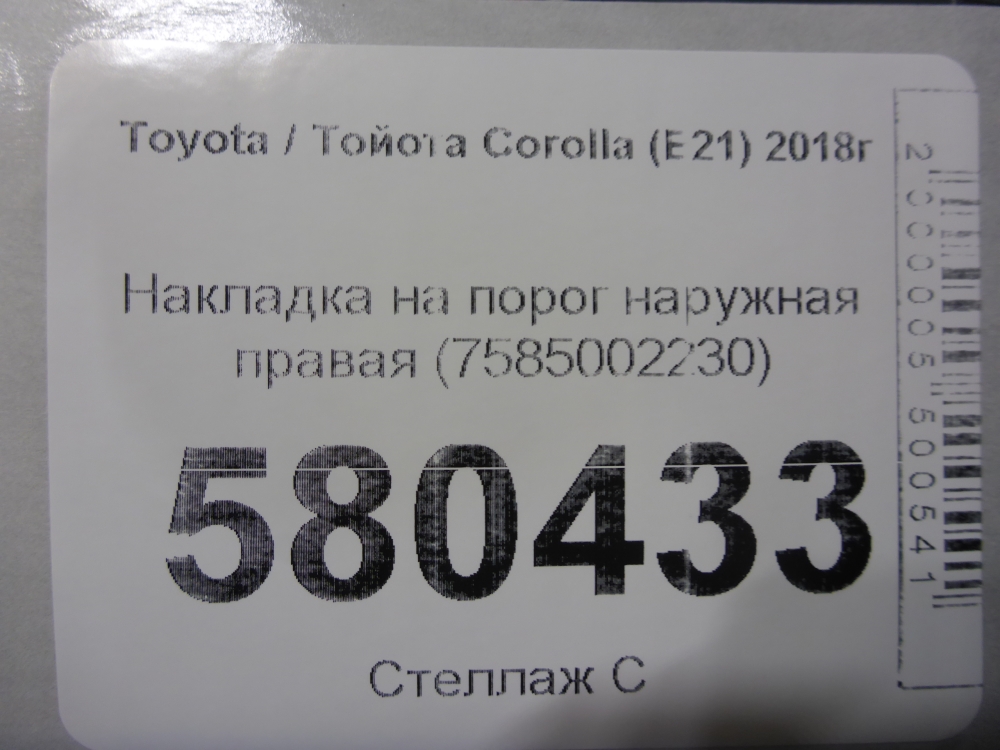 Toyota / Тойота Corolla (E21) 2018г
Накладка на порог наружная
правая (7585002230)
580433
Стеллаж С
2000005500541